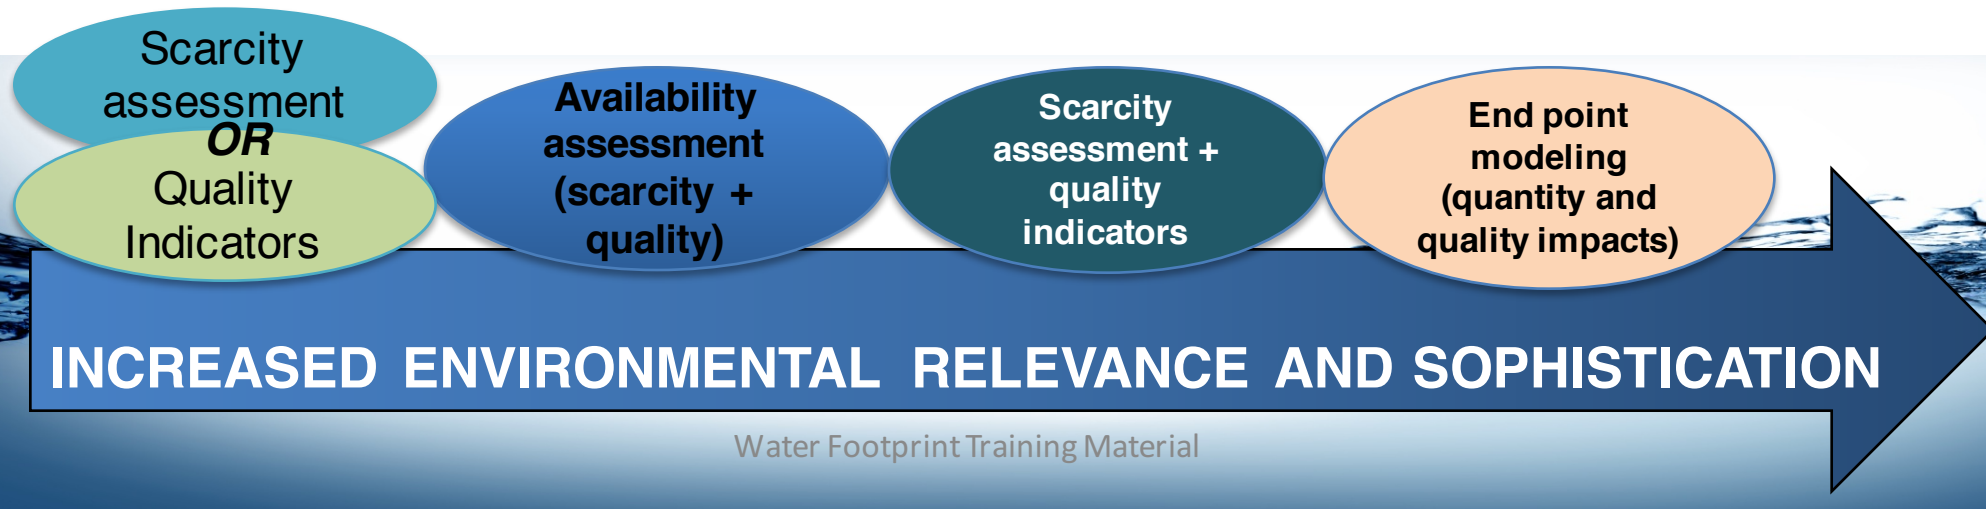 Scarcity
assessment
OR
Quality
Indicators
Availability
assessment
(scarcity +
quality)
Scarcity
assessment +
quality
indicators
End point
modeling
(quantity and
quality impacts)
INCREASED ENVIRONMENTAL RELEVANCE AND SOPHISTICATION
Water Footprint Training Material